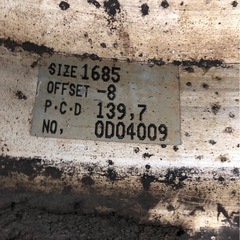 SIZE 1685
OFFSET -8
P.C.D 139,7
NO, 0D04009